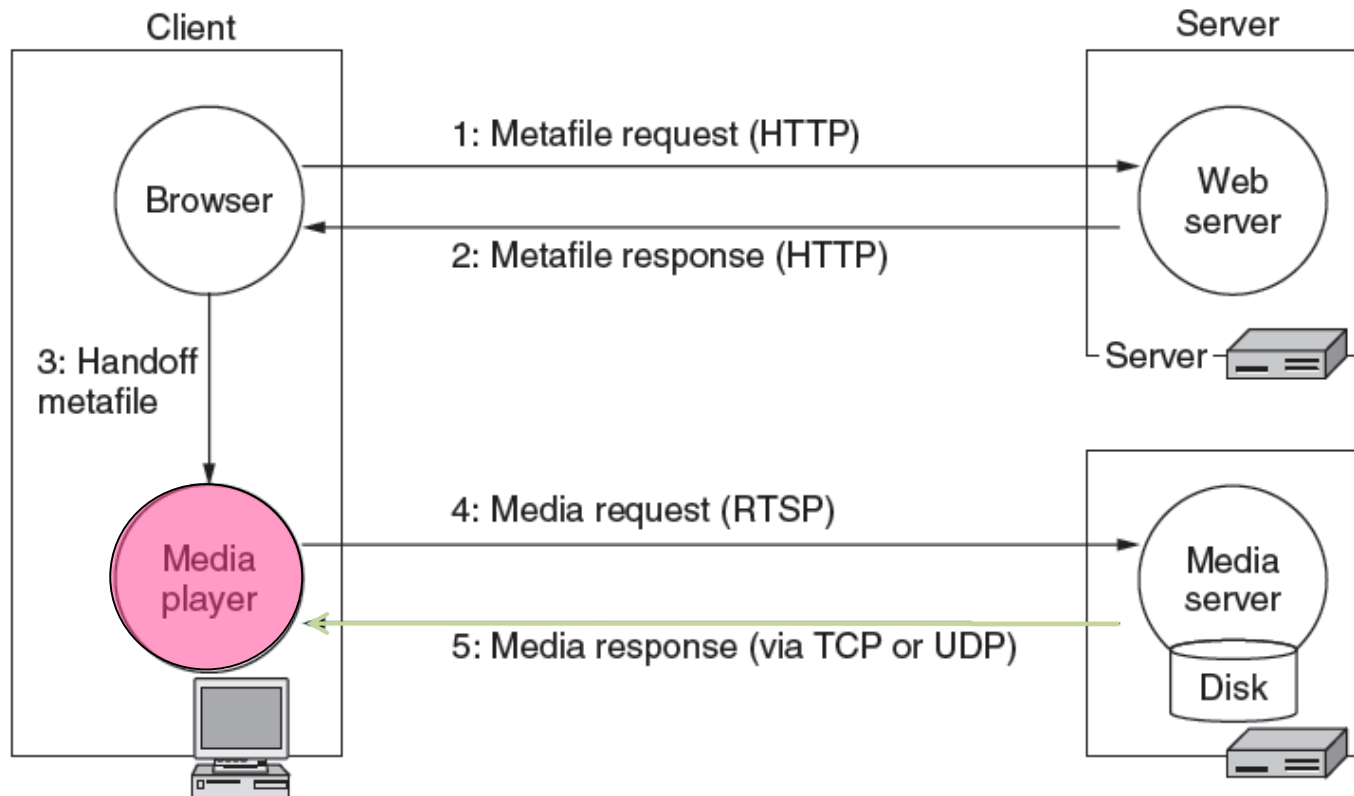 Client
Server
1: Metafile request (HTTP)
Browser
Web
server
2: Metafile response (HTTP)
3: Handoff
metafile
Server
4: Media request (RTSP)
Media
player
Media
server
5: Media response (via TCP or UDP)
Disk